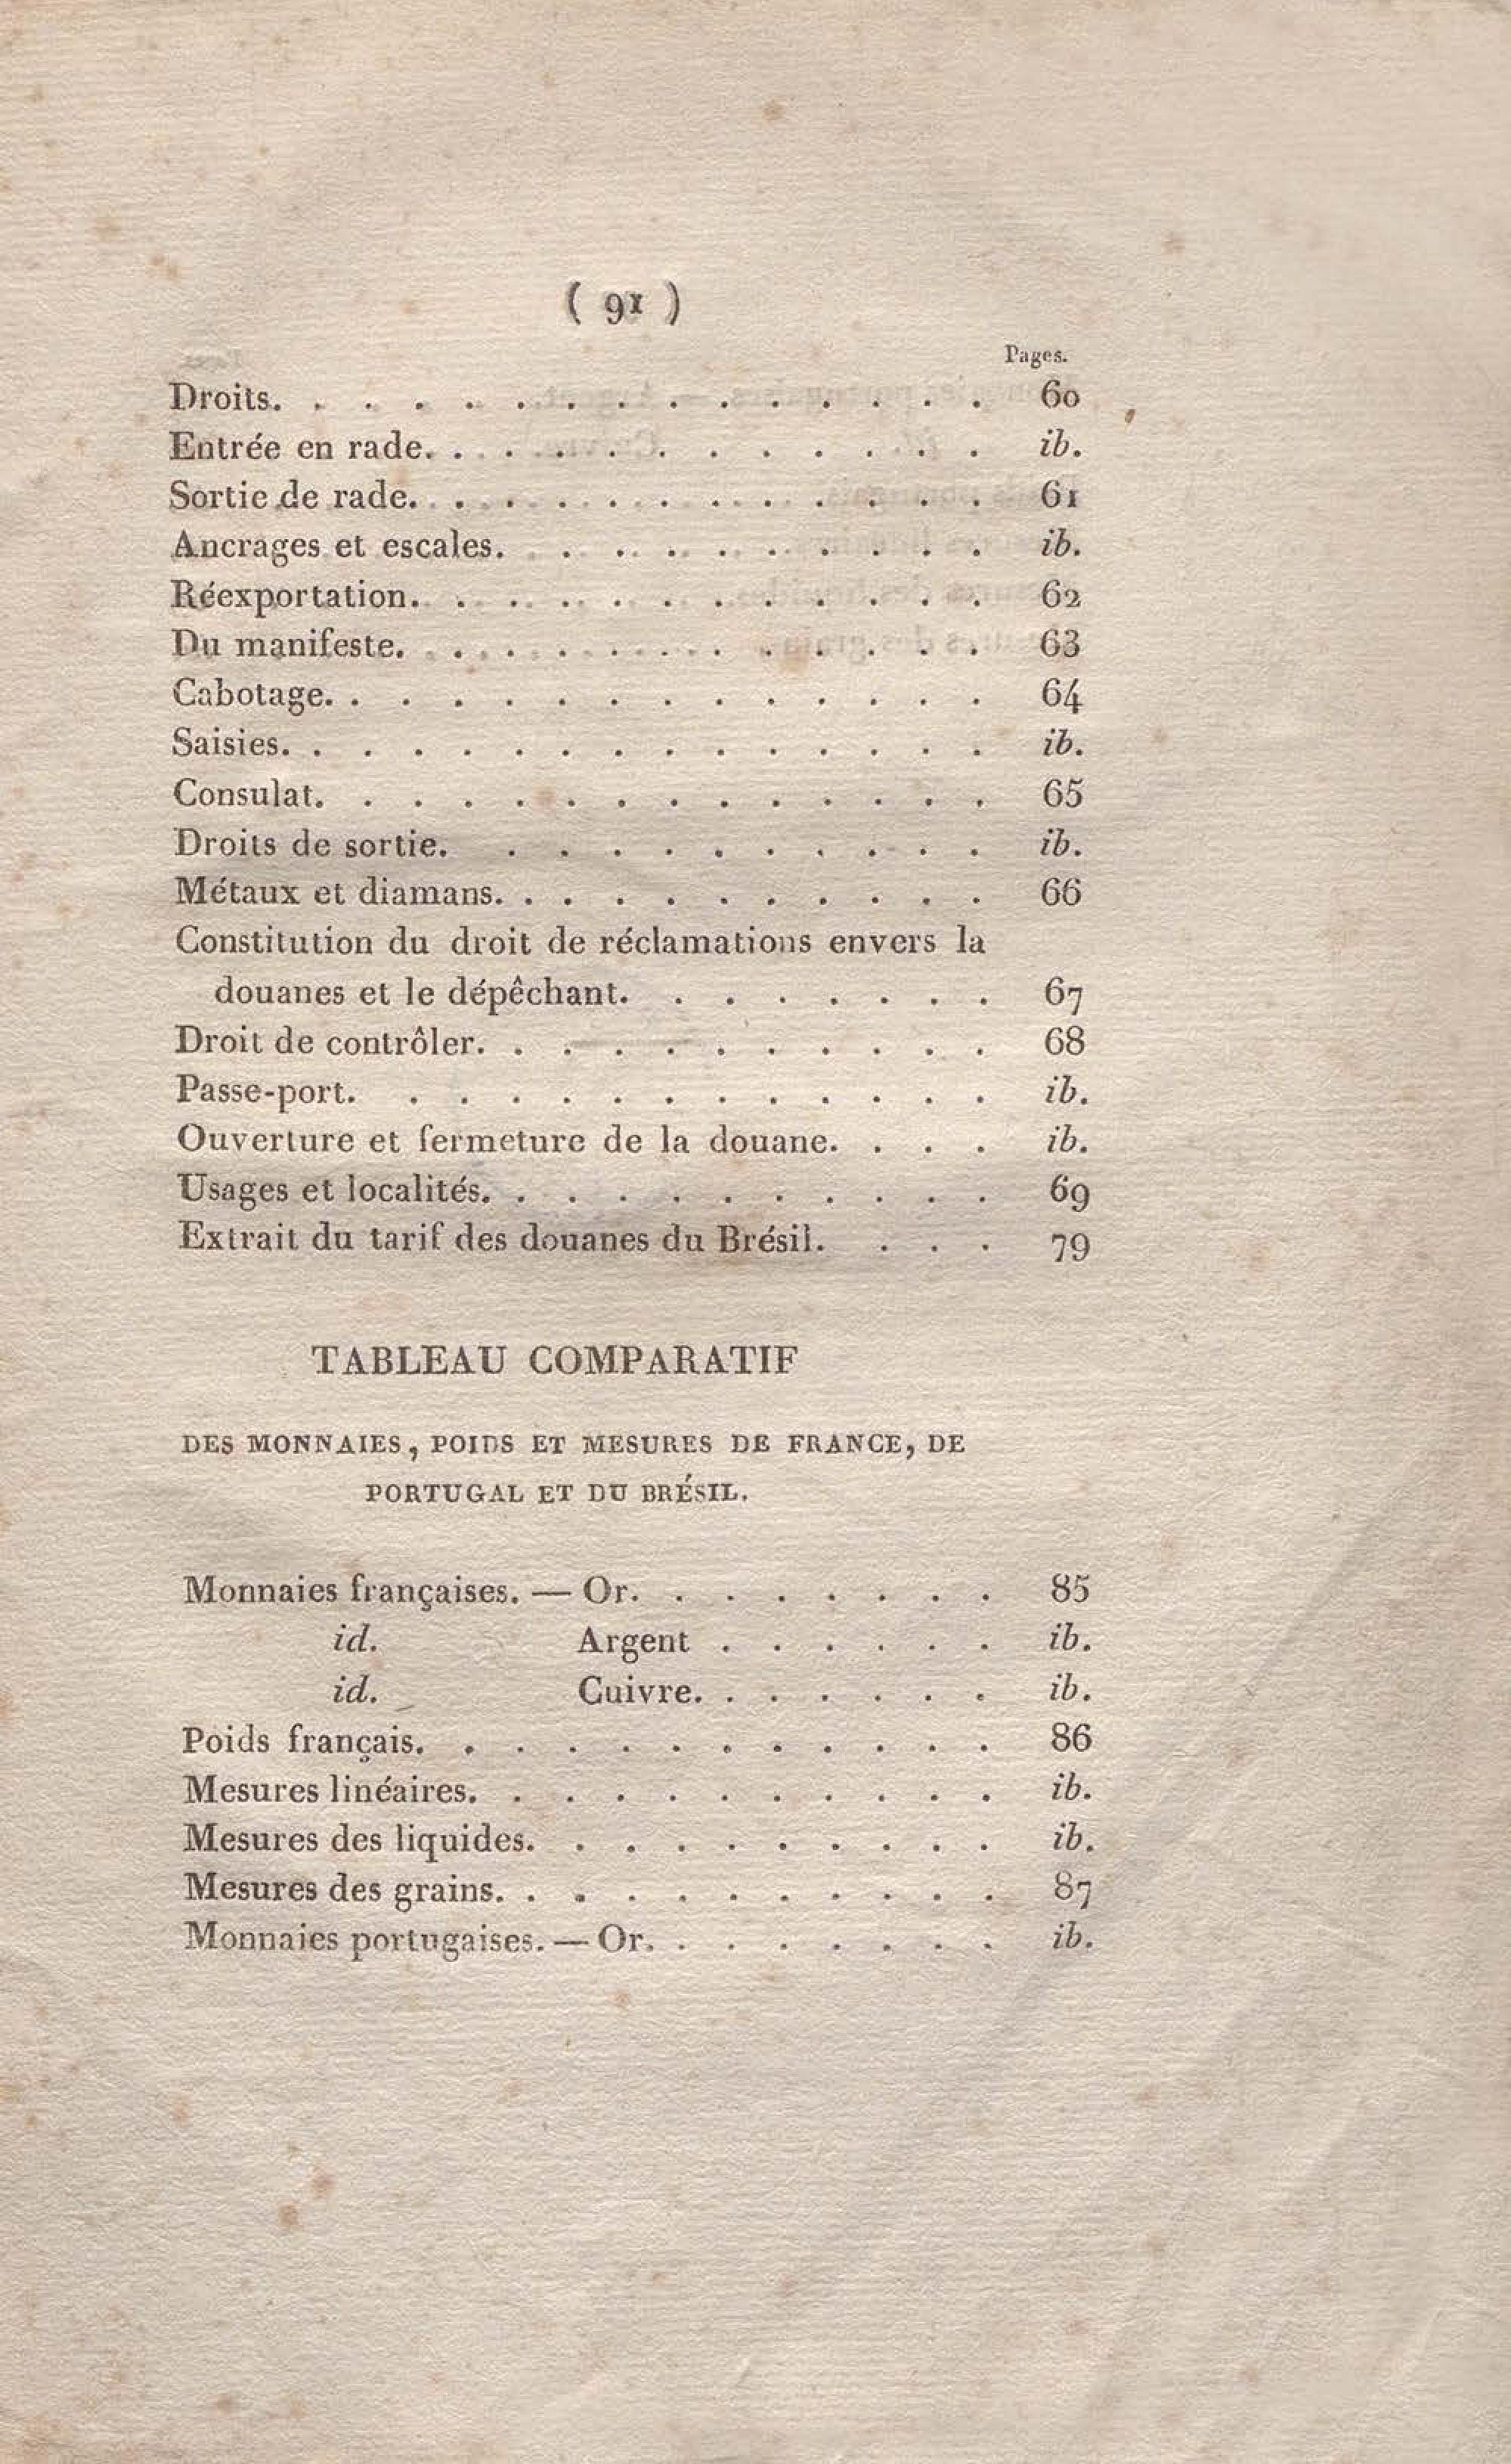 ( 91 )
Pages.
Droits. . . . . . . . . . . . . . . 60
Entrée en rade. . . . . . . . . . . . ib.
Sortie de rade. . . . . . . . . . . . 61
Ancrages et escales. . . . . . . . . . ib.
Réexportation. . . . . . . . . . . . 62
Du manifeste. . . . . . . . . . . . 63
Cabotage. . . . . . . . . . . . . . 64
Saisies. . . . . . . . . . . . . . . ib.
Consulat. . . . . . . . . . . . . . 65
Droits de sortie. . . . . . . . . . . ib.
Métaux et diamans. . . . . . . . . . . 66
Constitution du droit de réclamations envers la
douanes et le dépêchant. . . . . . . . 67
Droit de contrôler. . . . . . . . . . . 68
Passe-port. . . . . . . . . . . . . ib.
Ouverture et fermeture de la douane. . . . ib.
Usages et localités. . . . . . . . . . . 69
Extrait du tarif des douanes du Brésil. . . . 79
TABLEAU COMPARATIF
DES MONNAIES, POIDS ET MESURES DE FRANCE, DE
PORTUGAL ET DU BRÉSIL.
Monnaies françaises. — Or. . . . . . . . 85
id. Argent . . . . . . ib.
id. Cuivre. . . . . . . ib.
Poids français. . . . . . . . . . . . 86
Mesures linéaires. . . . . . . . . . . ib.
Mesures des liquides. . . . . . . . . . ib.
Mesures des grains. . . . . . . . . . . 87
Monnaies portugaises. — Or. . . . . . . . ib.